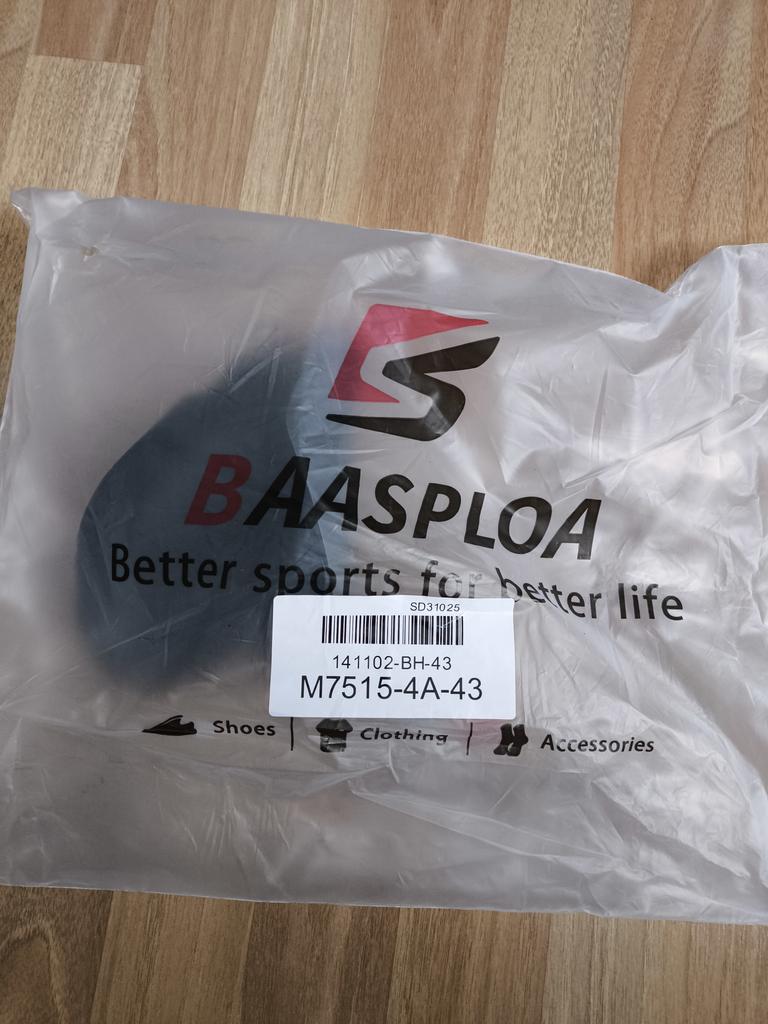 BAASPLOA
Better sports for better life
SD31025
141102-BH-43
M7515-4A-43
Shoes | Clothing | Accessories